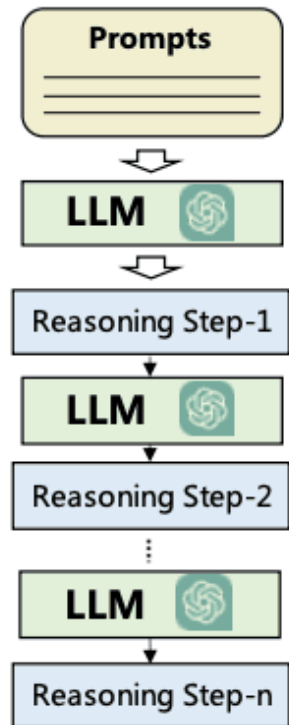 Prompts
LLM
Reasoning Step-1
LLM
Reasoning Step-2
LLM
Reasoning Step-n